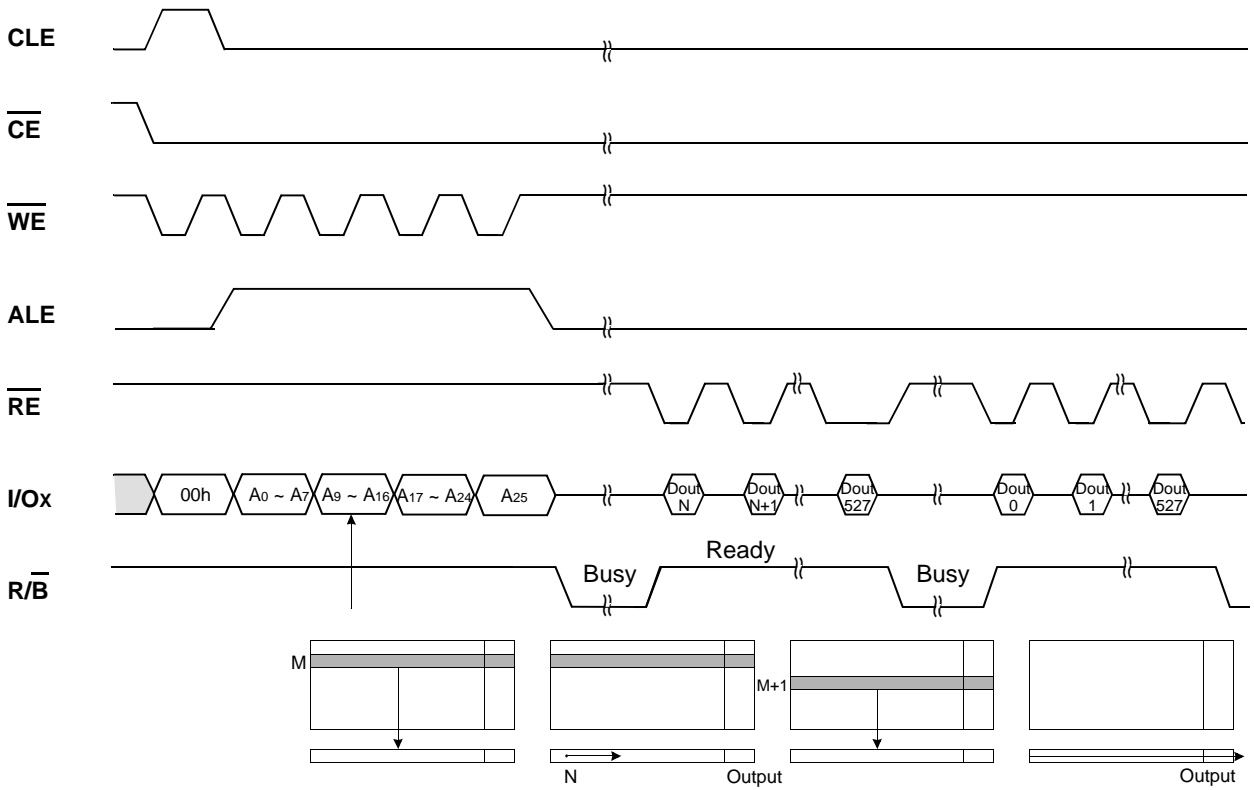 CLE
CE
WE
ALE
RE
I/Ox
00h
A0 ~ A7
A9 ~ A16
A17 ~ A24
A25
Dout
N
Dout
N+1
Dout
527
Dout
0
Dout
1
Dout
527
R/B
Busy
Ready
Busy
M
M+1
N
Output
Output